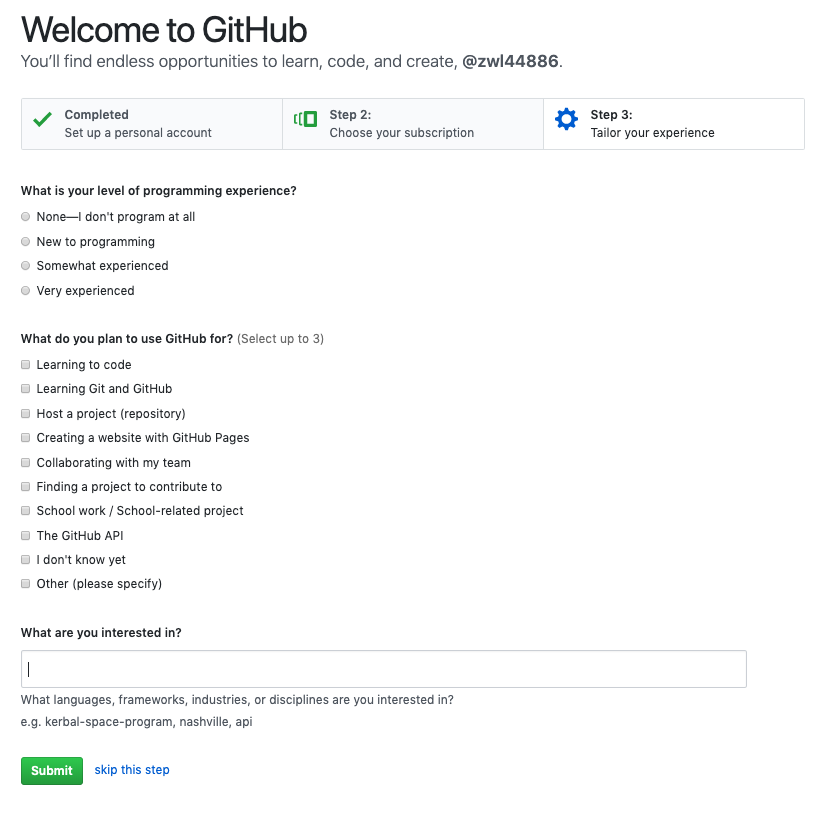 Welcome to GitHub
You’ll find endless opportunities to learn, code, and create, @zwl44886.
Completed
Set up a personal account
Step 2:
Choose your subscription
Step 3:
Tailor your experience
What is your level of programming experience?
None—I don't program at all
New to programming
Somewhat experienced
Very experienced
What do you plan to use GitHub for? (Select up to 3)
Learning to code
Learning Git and GitHub
Host a project (repository)
Creating a website with GitHub Pages
Collaborating with my team
Finding a project to contribute to
School work / School-related project
The GitHub API
I don't know yet
Other (please specify)
What are you interested in?
What languages, frameworks, industries, or disciplines are you interested in?
e.g. kerbal-space-program, nashville, api
Submit skip this step